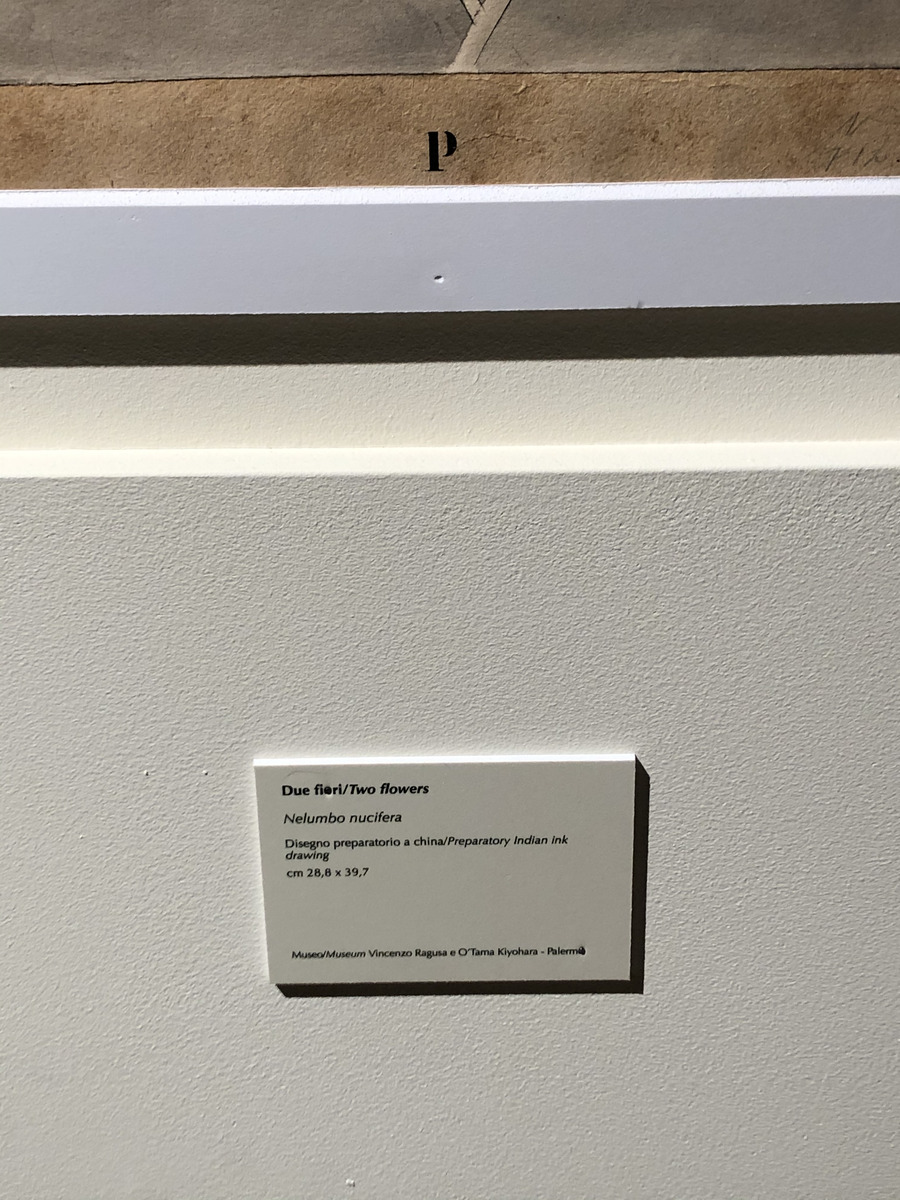 P
Due fiori/Two flowers
Nelumbo nucifera
Disegno preparatorio a china/Preparatory Indian ink
drawing
cm 28,8 x 39,7
Museo/Museum Vincenzo Ragusa e O'Tama Kiyohara - Palermo